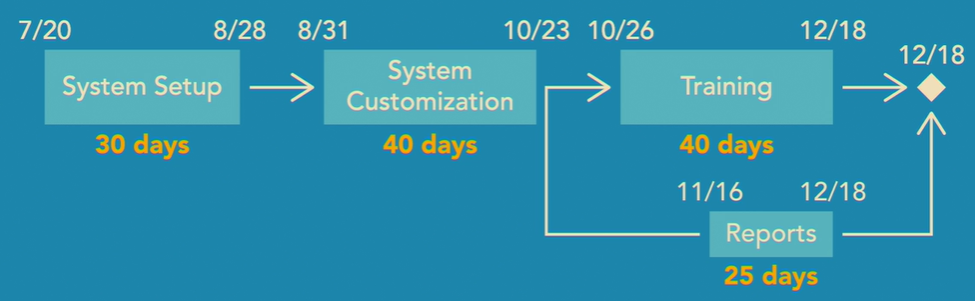 7/20
8/28
8/31
10/23
10/26
12/18
12/18
System Setup
System
Customization
Training
30 days
40 days
40 days
11/16
12/18
Reports
25 days